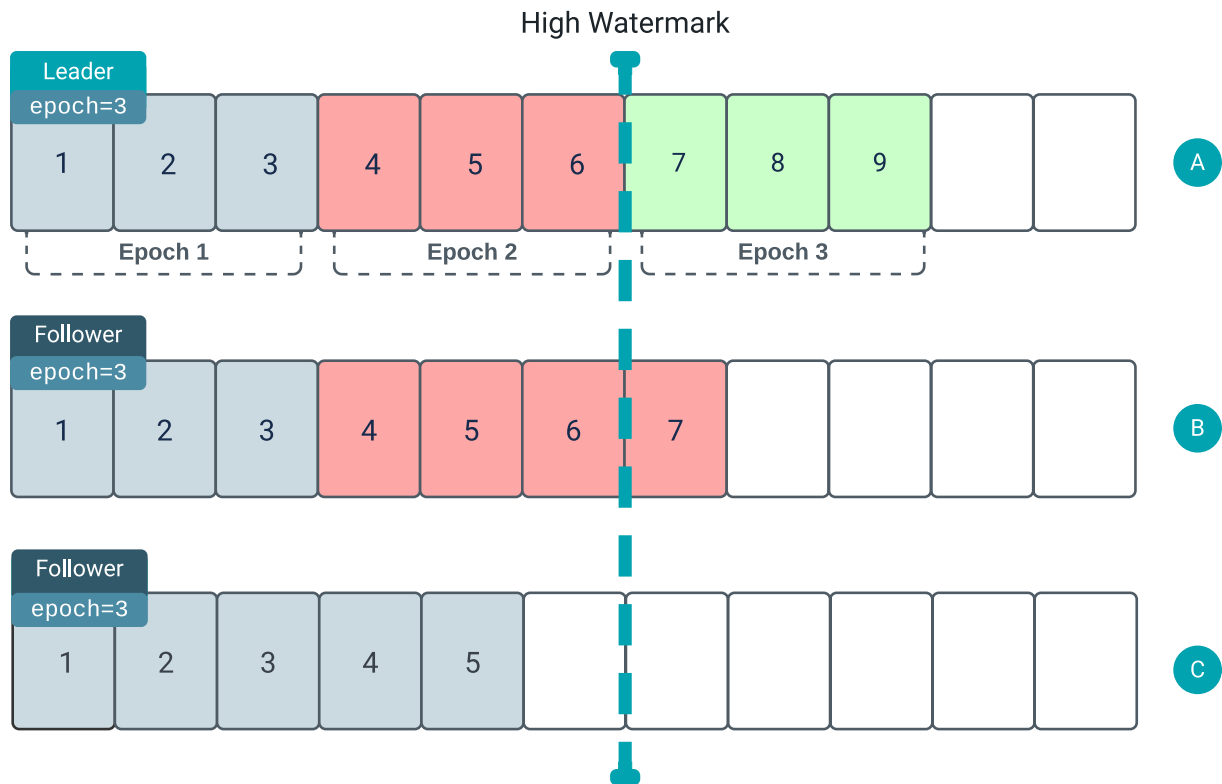 High Watermark
Leader
epoch=3
1 2 3 4 5 6 7 8 9
A
Epoch 1 Epoch 2 Epoch 3
Follower
epoch=3
1 2 3 4 5 6 7
B
Follower
epoch=3
1 2 3 4 5
C